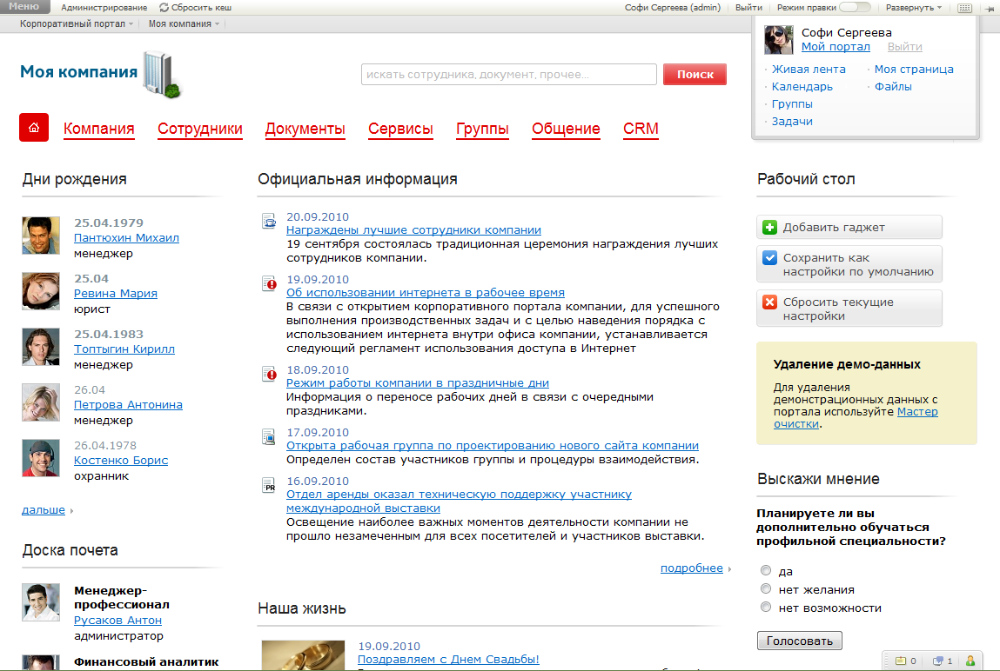 Меню
Администрирование
Сбросить кеш
Софи Сергеева (admin)
Выйти
Режим правки
Развернуть
Корпоративный портал
Моя компания
Софи Сергеева
Мой портал
Выйти
Живая лента
Моя страница
Календарь
Файлы
Группы
Задачи
Моя компания
искать сотрудника, документ, прочее...
Поиск
Компания
Сотрудники
Документы
Сервисы
Группы
Общение
CRM
Дни рождения
25.04.1979
Пантюхин Михаил
менеджер
25.04
Ревина Мария
юрист
25.04.1983
Топтыгин Кирилл
менеджер
26.04
Петрова Антонина
менеджер
26.04.1978
Костенко Борис
охранник
дальше
Доска почета
Менеджер-
профессионал
Русаков Антон
администратор
Финансовый аналитик
Официальная информация
20.09.2010
Награждены лучшие сотрудники компании
19 сентября состоялась традиционная церемония награждения лучших
сотрудников компании.
19.09.2010
Об использовании интернета в рабочее время
В связи с открытием корпоративного портала компании, для успешного
выполнения производственных задач и с целью наведения порядка с
использованием интернета внутри офиса компании, устанавливается
следующий регламент использования доступа в Интернет
18.09.2010
Режим работы компании в праздничные дни
Информация о переносе рабочих дней в связи с очередными
праздниками.
17.09.2010
Открыта рабочая группа по проектированию нового сайта компании
Определен состав участников группы и процедуры взаимодействия.
PR
16.09.2010
Отдел аренды оказал техническую поддержку участнику
международной выставки
Освещение наиболее важных моментов деятельности компании не
прошло незамеченным для всех посетителей и участников выставки.
подробнее
Наша жизнь
19.09.2010
Поздравляем с Днем Свадьбы!
Рабочий стол
Добавить гаджет
Сохранить как
настройки по умолчанию
Сбросить текущие
настройки
Удаление демо-данных
Для удаления
демонстрационных данных с
портала используйте Мастер
очистки.
Выскажи мнение
Планируете ли вы
дополнительно обучаться
профильной специальности?
да
нет желания
нет возможности
Голосовать
0
1